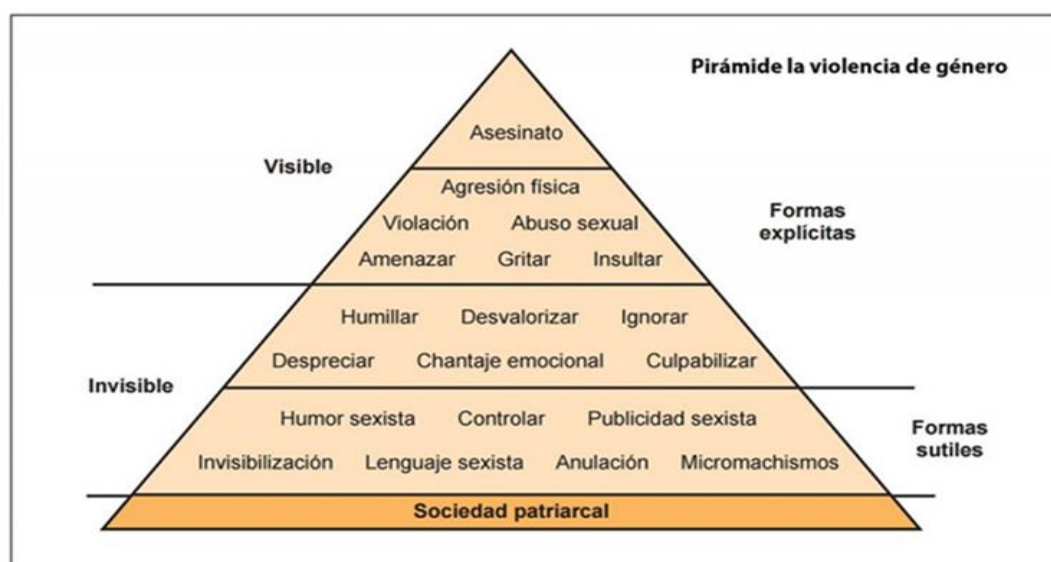 Pirámide la violencia de género
Asesinato
Visible
Agresión física
Violación Abuso sexual
Formas
explícitas
Amenazar Gritar Insultar
Humillar Desvalorizar Ignorar
Despreciar Chantaje emocional Culpabilizar
Invisible
Humor sexista Controlar Publicidad sexista
Formas
sutiles
Invisibilización Lenguaje sexista Anulación Micromachismos
Sociedad patriarcal